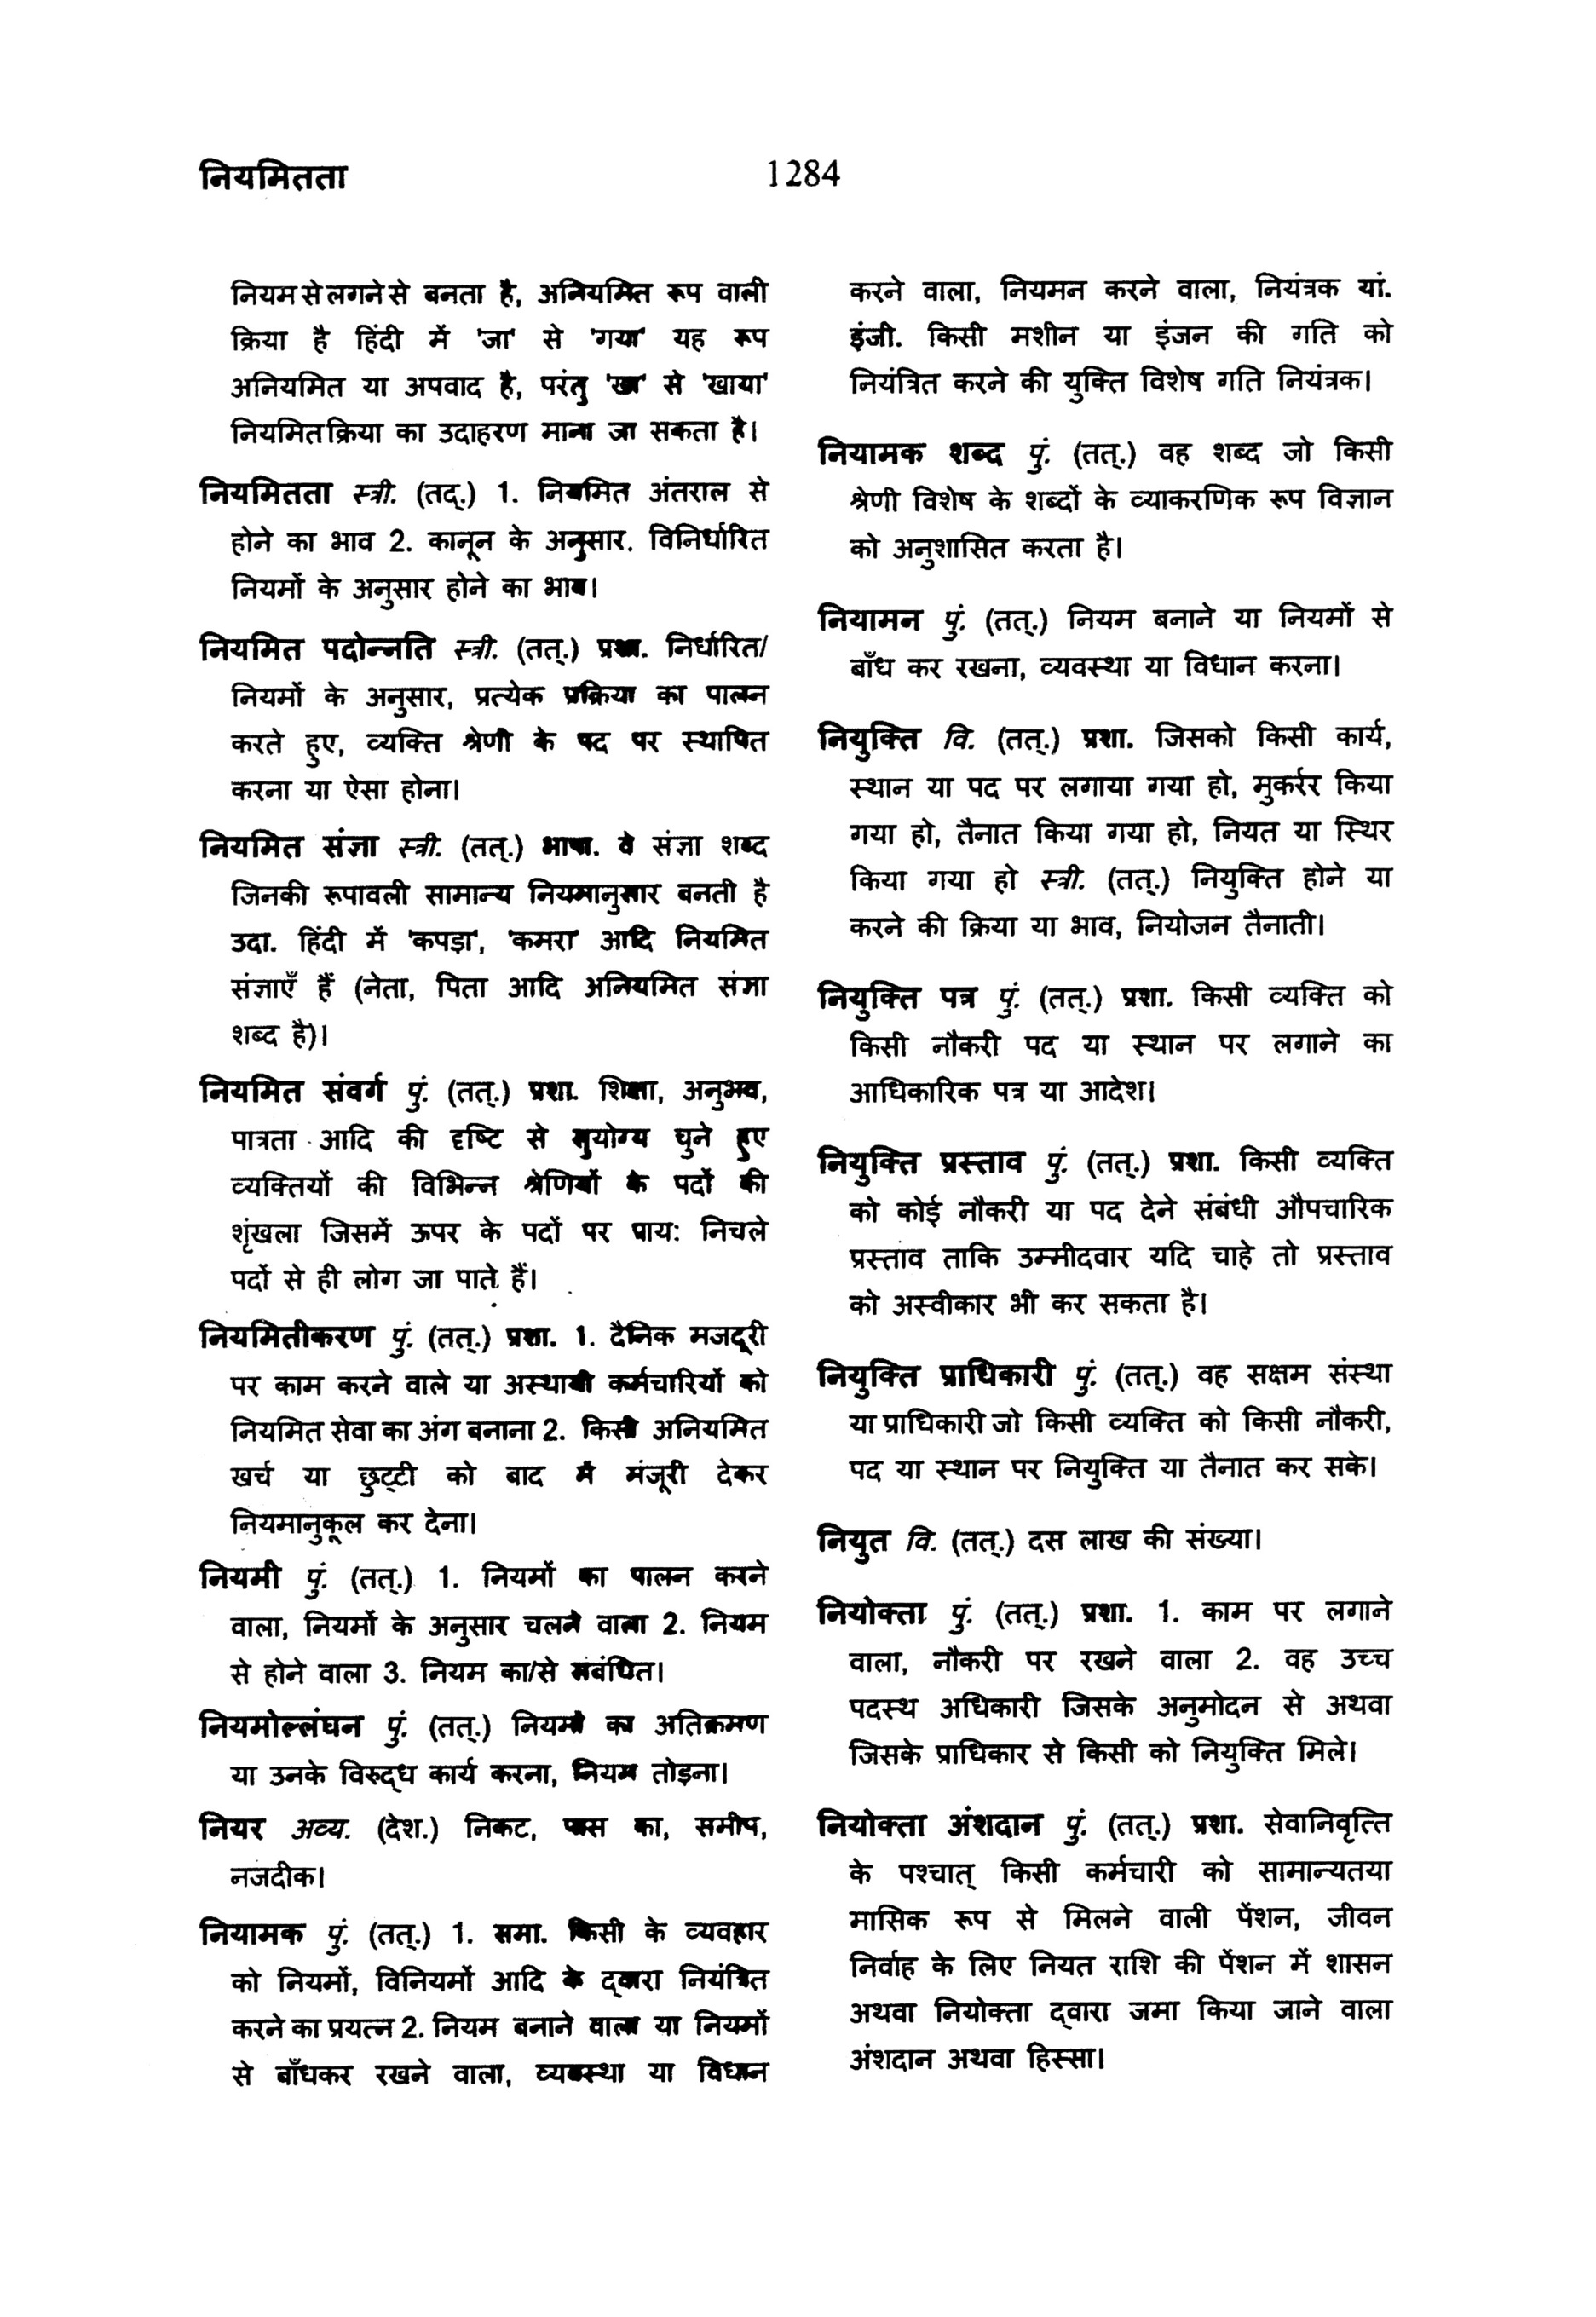 नियमितता
1284
नियम से लगने से बनता है, अनियमित रूप वाली
क्रिया है हिंदी में 'जा' से 'गया' यह रूप
अनियमित या अपवाद है, परंतु 'खा' से 'खाया'
नियमित क्रिया का उदाहरण माना जा सकता है।
नियमितता स्त्री. (तद्.) 1. नियमित अंतराल से
होने का भाव 2. कानून के अनुसार. विनिर्धारित
नियमों के अनुसार होने का भाव।
नियमित पदोन्नति स्त्री. (तत्.) प्रशा. निर्धारित/
नियमों के अनुसार, प्रत्येक प्रक्रिया का पालन
करते हुए, व्यक्ति श्रेणी के पद पर स्थापित
करना या ऐसा होना।
नियमित संज्ञा स्त्री. (तत्.) भाषा. वे संज्ञा शब्द
जिनकी रूपावली सामान्य नियमानुसार बनती है
उदा. हिंदी में 'कपड़ा', 'कमरा' आदि नियमित
संज्ञाएँ हैं (नेता, पिता आदि अनियमित संज्ञा
शब्द है)।
नियमित संवर्ग पुं. (तत्.) प्रशा. शिक्षा, अनुभव,
पात्रता आदि की दृष्टि से सुयोग्य चुने हुए
व्यक्तियों की विभिन्न श्रेणियों के पदों की
शृंखला जिसमें ऊपर के पदों पर प्राय: निचले
पदों से ही लोग जा पाते हैं।
नियमितीकरण पुं. (तत्.) प्रशा. 1. दैनिक मजदूरी
पर काम करने वाले या अस्थायी कर्मचारियों को
नियमित सेवा का अंग बनाना 2. किसी अनियमित
खर्च या छुट्टी को बाद में मंजूरी देकर
नियमानुकूल कर देना।
नियमी पुं. (तत्.) 1. नियमों का पालन करने
वाला, नियमों के अनुसार चलने वाला 2. नियम
से होने वाला 3. नियम का/से संबंधित।
नियमोल्लंघन पुं. (तत्.) नियमों का अतिक्रमण
या उनके विरुद्ध कार्य करना, नियम तोड़ना।
नियर अव्य. (देश.) निकट, पास का, समीप,
नजदीक।
नियामक पुं. (तत्.) 1. समा. किसी के व्यवहार
को नियमों, विनियमों आदि के द्वारा नियंत्रित
करने का प्रयत्न 2. नियम बनाने वाला या नियमों
से बाँधकर रखने वाला, व्यवस्था या विधान
करने वाला, नियमन करने वाला, नियंत्रक यां.
इंजी. किसी मशीन या इंजन की गति को
नियंत्रित करने की युक्ति विशेष गति नियंत्रक।
नियामक शब्द पुं. (तत्.) वह शब्द जो किसी
श्रेणी विशेष के शब्दों के व्याकरणिक रूप विज्ञान
को अनुशासित करता है।
नियामन पुं. (तत्.) नियम बनाने या नियमों से
बाँध कर रखना, व्यवस्था या विधान करना।
नियुक्ति वि. (तत्.) प्रशा. जिसको किसी कार्य,
स्थान या पद पर लगाया गया हो, मुकर्रर किया
गया हो, तैनात किया गया हो, नियत या स्थिर
किया गया हो स्त्री. (तत्.) नियुक्ति होने या
करने की क्रिया या भाव, नियोजन तैनाती।
नियुक्ति पत्र पुं. (तत्.) प्रशा. किसी व्यक्ति को
किसी नौकरी पद या स्थान पर लगाने का
आधिकारिक पत्र या आदेश।
नियुक्ति प्रस्ताव पुं. (तत्.) प्रशा. किसी व्यक्ति
को कोई नौकरी या पद देने संबंधी औपचारिक
प्रस्ताव ताकि उम्मीदवार यदि चाहे तो प्रस्ताव
को अस्वीकार भी कर सकता है।
नियुक्ति प्राधिकारी पुं. (तत्.) वह सक्षम संस्था
या प्राधिकारी जो किसी व्यक्ति को किसी नौकरी,
पद या स्थान पर नियुक्ति या तैनात कर सके।
नियुत वि. (तत्.) दस लाख की संख्या।
नियोक्ता पुं. (तत्.) प्रशा. 1. काम पर लगाने
वाला, नौकरी पर रखने वाला 2. वह उच्च
पदस्थ अधिकारी जिसके अनुमोदन से अथवा
जिसके प्राधिकार से किसी को नियुक्ति मिले।
नियोक्ता अंशदान पुं. (तत्.) प्रशा. सेवानिवृत्ति
के पश्चात् किसी कर्मचारी को सामान्यतया
मासिक रूप से मिलने वाली पेंशन, जीवन
निर्वाह के लिए नियत राशि की पेंशन में शासन
अथवा नियोक्ता द्वारा जमा किया जाने वाला
अंशदान अथवा हिस्सा।